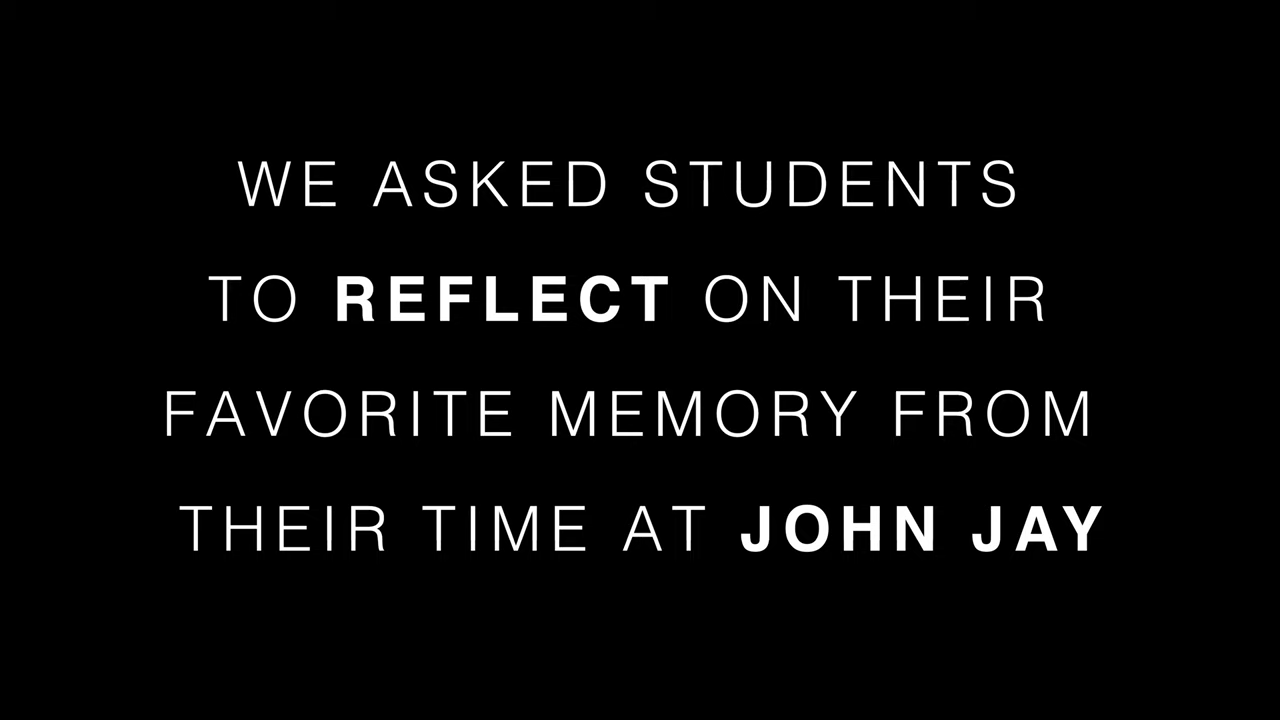 WE ASKED STUDENTS
TO REFLECT ON THEIR
FAVORITE MEMORY FROM
THEIR TIME AT JOHN JAY